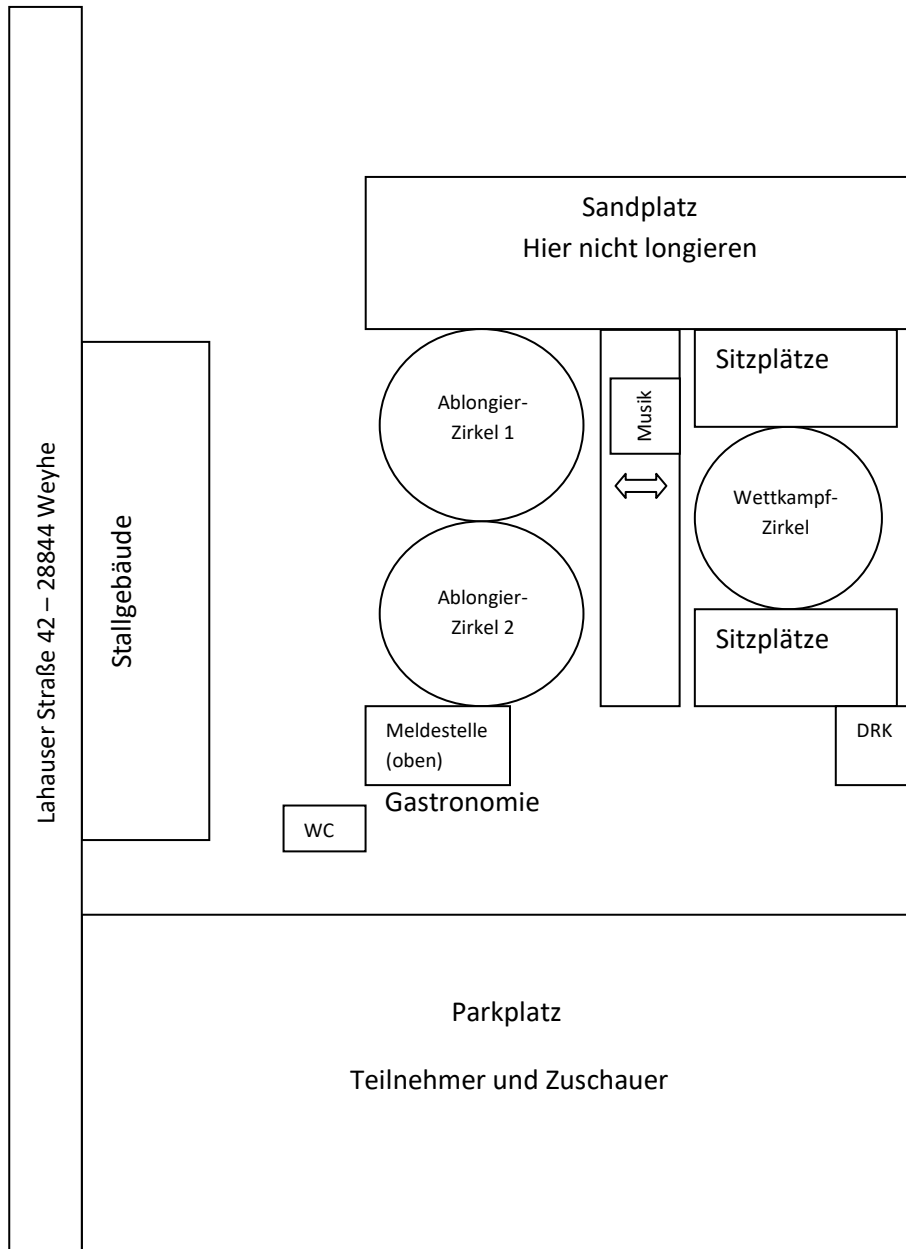 Sandplatz
Hier nicht longieren
Sitzplätze
Ablongier-
Zirkel 1
Musik
Wettkampf-
Zirkel
Lahauser Straße 42 – 28844 Weyhe
Stallgebäude
Ablongier-
Zirkel 2
Sitzplätze
Meldestelle
(oben)
DRK
Gastronomie
WC
Parkplatz
Teilnehmer und Zuschauer